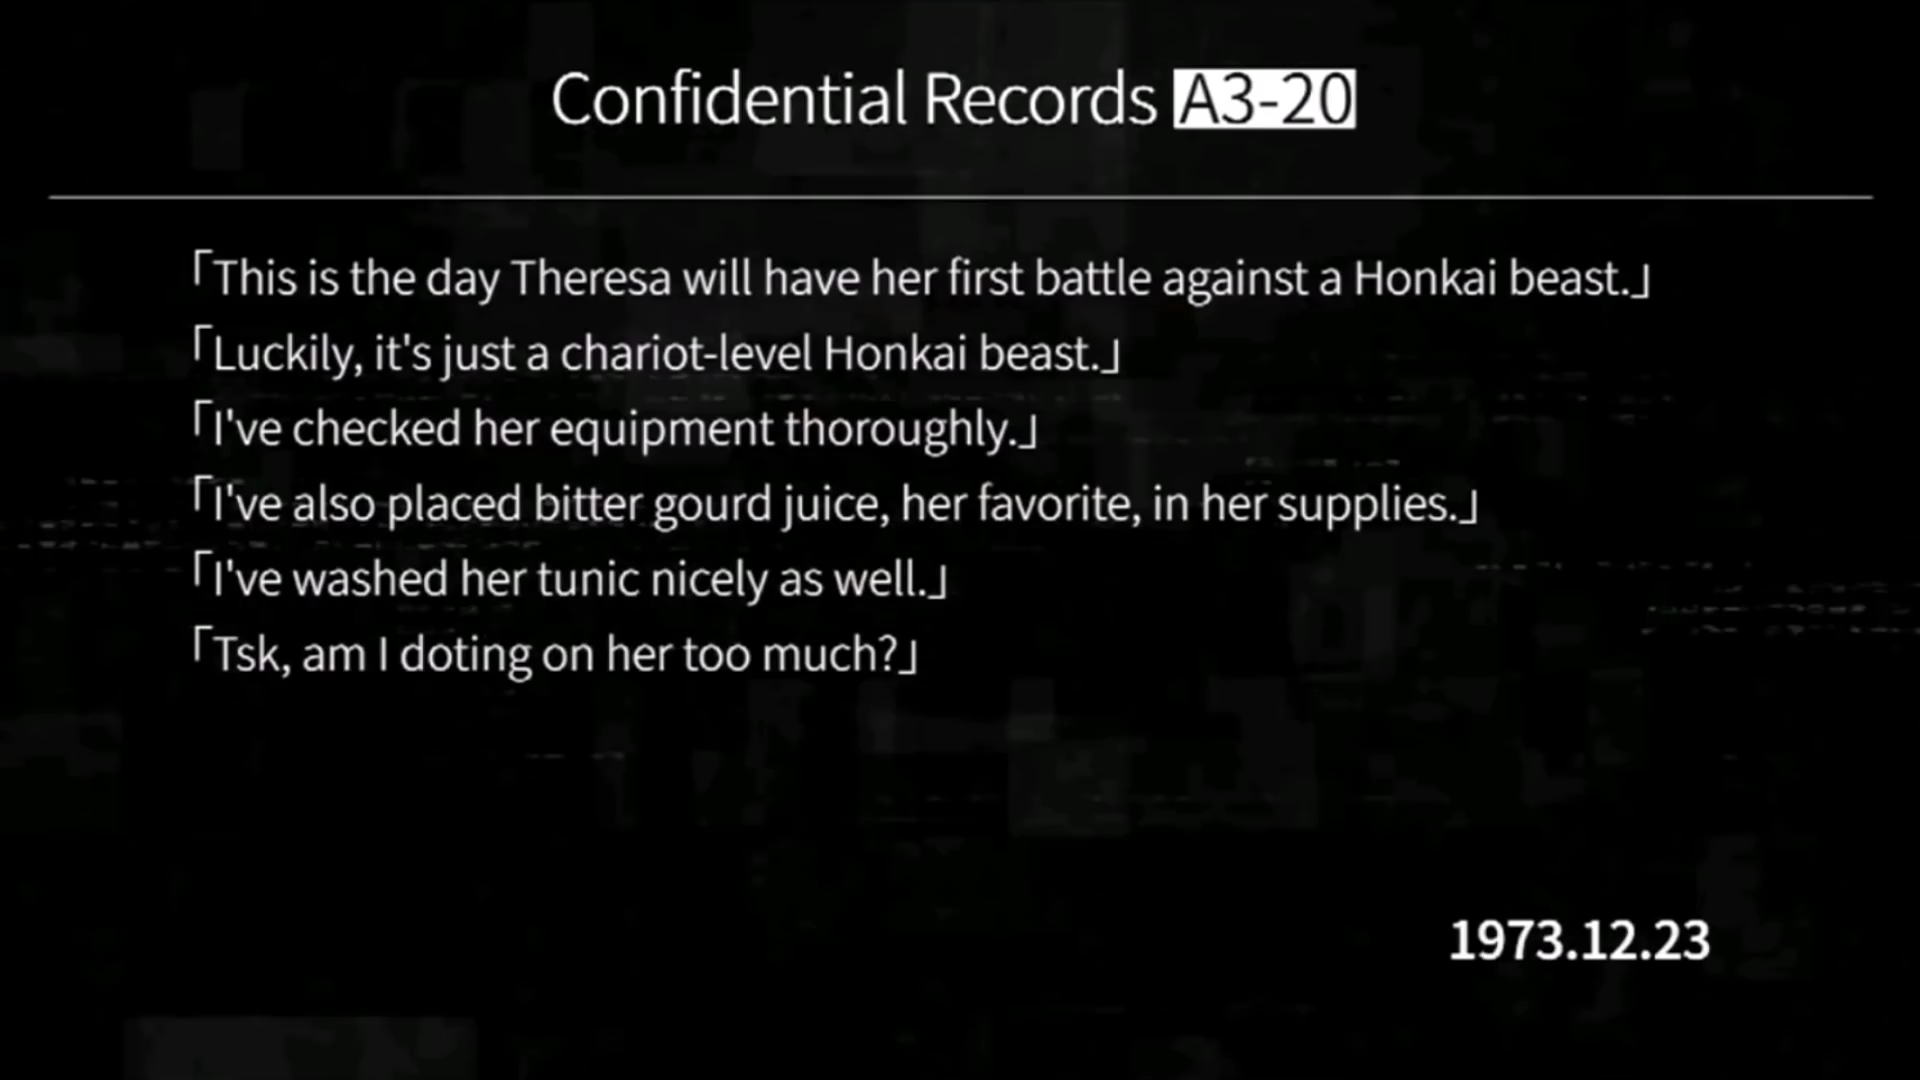 Confidential Records A3-20
「This is the day Theresa will have her first battle against a Honkai beast.」
「Luckily, it's just a chariot-level Honkai beast.」
「I've checked her equipment thoroughly.」
「I've also placed bitter gourd juice, her favorite, in her supplies.」
「I've washed her tunic nicely as well.」
「Tsk, am I doting on her too much?」
1973.12.23